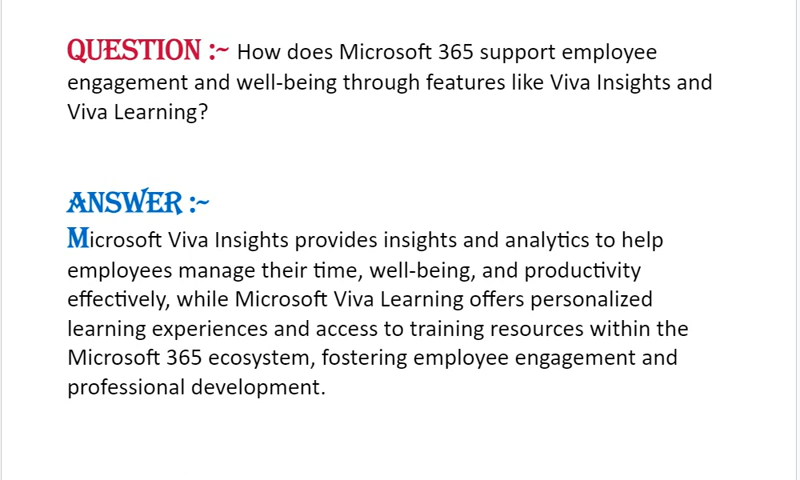 QUESTION :~ How does Microsoft 365 support employee
engagement and well-being through features like Viva Insights and
Viva Learning?
ANSWER :~
Microsoft Viva Insights provides insights and analytics to help
employees manage their time, well-being, and productivity
effectively, while Microsoft Viva Learning offers personalized
learning experiences and access to training resources within the
Microsoft 365 ecosystem, fostering employee engagement and
professional development.